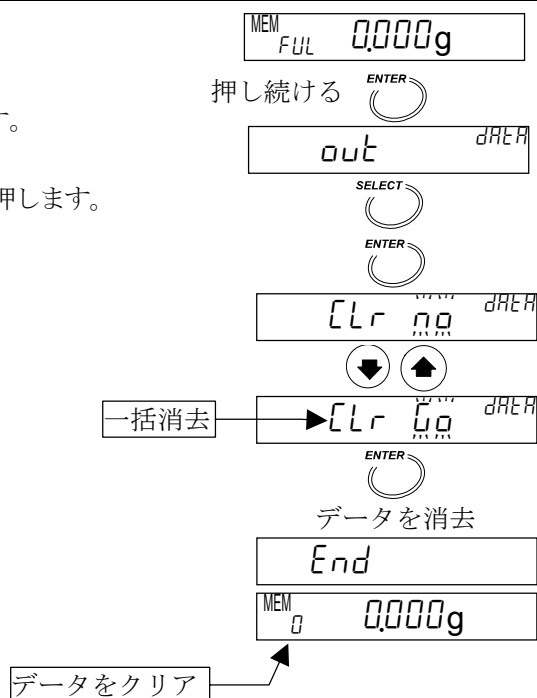 MEM FUL 0.000g
押し続ける ENTER
す。
out dAtA
SELECT
押します。
ENTER
CLr no dAtA
一括消去 CLr Go dAtA
ENTER
データを消去
End
MEM 0 0.000g
データをクリア